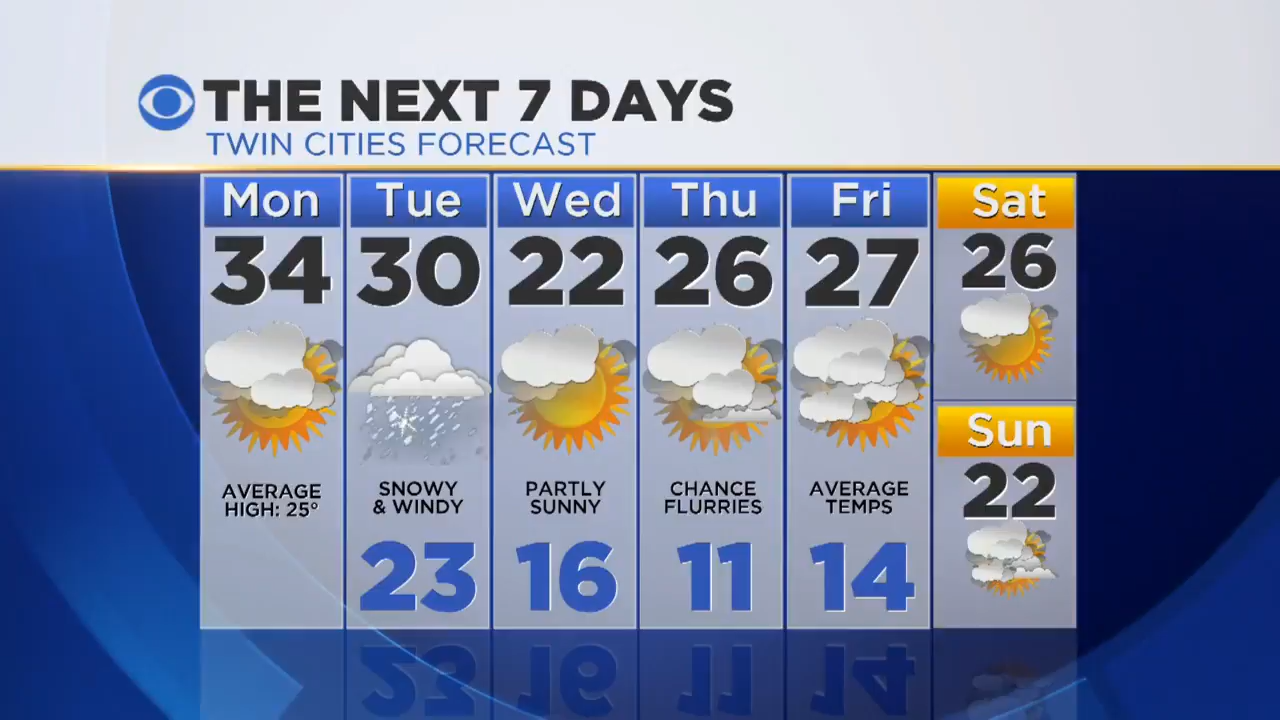 THE NEXT 7 DAYS
TWIN CITIES FORECAST
Mon
34
AVERAGE
HIGH: 25°
Tue
30
SNOWY
& WINDY
23
Wed
22
PARTLY
SUNNY
16
Thu
26
CHANCE
FLURRIES
11
Fri
27
AVERAGE
TEMPS
14
Sat
26
Sun
22